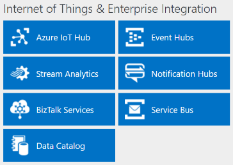 Internet of Things & Enterprise Integration
Azure IoT Hub
Event Hubs
Stream Analytics
Notification Hubs
BizTalk Services
Service Bus
Data Catalog